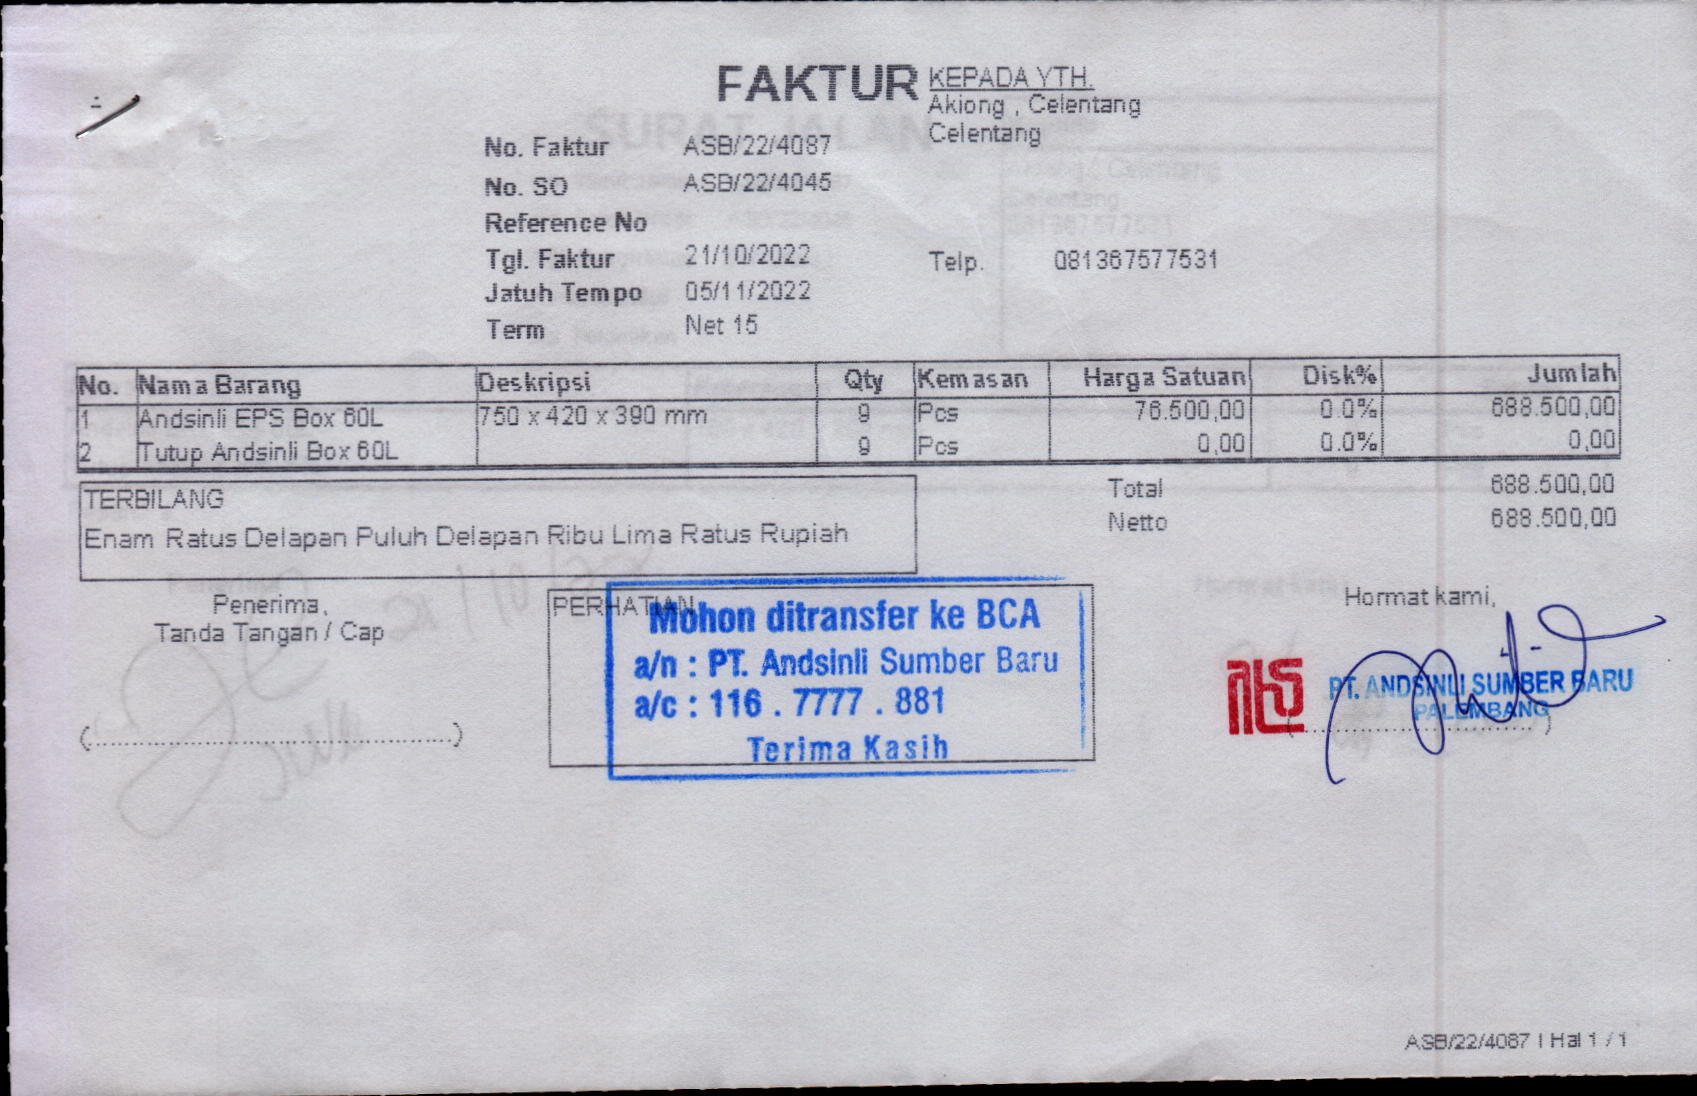 FAKTUR
KEPADA YTH.
Akiong , Celentang
Celentang
No. Faktur ASB/22/4087
No. SO ASB/22/4045
Reference No
Tgl. Faktur 21/10/2022
Telp. 081367577531
Jatuh Tempo 05/11/2022
Term Net 15
No. Nama Barang Deskripsi Qty Kemasan Harga Satuan Disk% Jumlah
1 Andsinli EPS Box 60L 750 x 420 x 390 mm 9 Pcs 76.500,00 0.0% 688.500,00
2 Tutup Andsinli Box 60L 9 Pcs 0,00 0.0% 0,00
TERBILANG
Enam Ratus Delapan Puluh Delapan Ribu Lima Ratus Rupiah
Total 688.500,00
Netto 688.500,00
Penerima,
Tanda Tangan / Cap
(........................................)
PERHATIAN
Mohon ditransfer ke BCA
a/n : PT. Andsinli Sumber Baru
a/c : 116 . 7777 . 881
Terima Kasih
Hormat kami,
PT. ANDSINLI SUMBER BARU
PALEMBANG
(........................................)
ASB/22/4087 | Hal 1 / 1